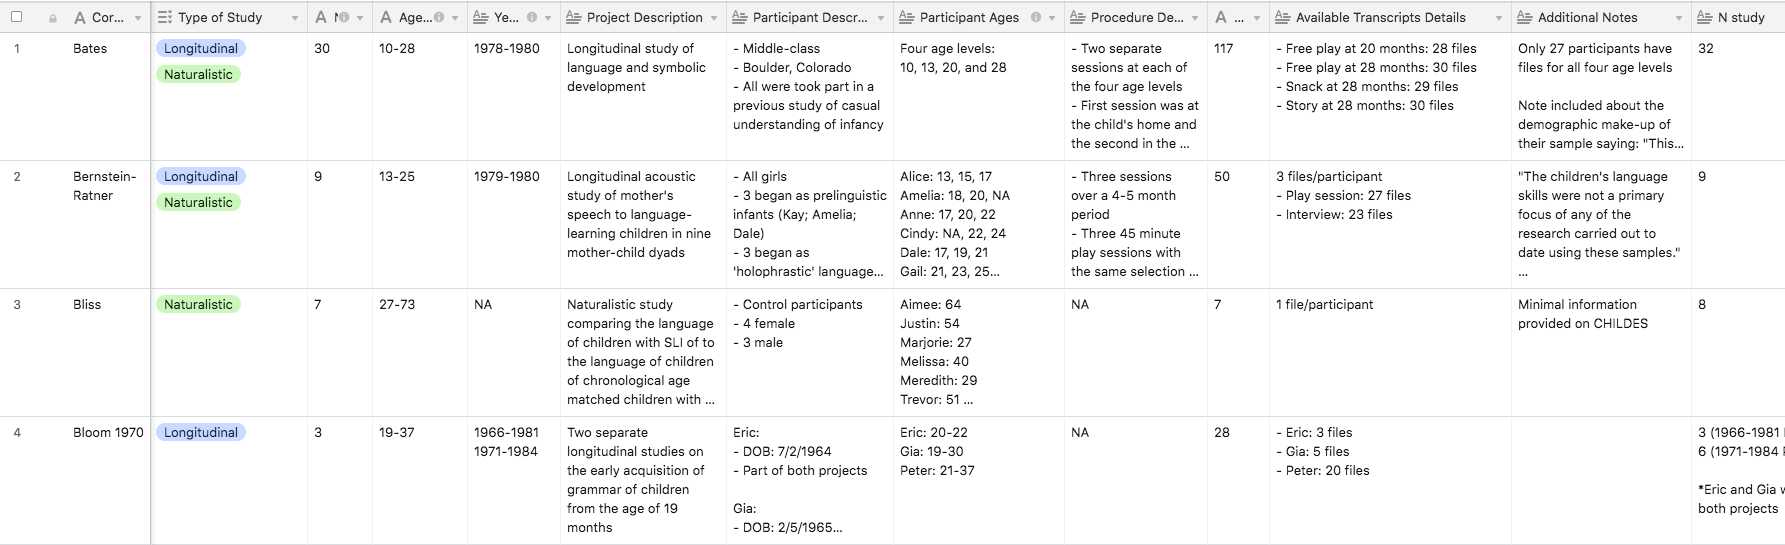 Cor... Type of Study N Age... Ye... Project Description Participant Descr... Participant Ages Procedure De... ... Available Transcripts Details Additional Notes N study
1
Bates
Longitudinal
Naturalistic
30
10-28
1978-1980
Longitudinal study of
language and symbolic
development
- Middle-class
- Boulder, Colorado
- All were took part in a
previous study of casual
understanding of infancy
Four age levels:
10, 13, 20, and 28
- Two separate
sessions at each of
the four age levels
- First session was at
the child's home and
the second in the ...
117
- Free play at 20 months: 28 files
- Free play at 28 months: 30 files
- Snack at 28 months: 29 files
- Story at 28 months: 30 files
Only 27 participants have
files for all four age levels
Note included about the
demographic make-up of
their sample saying: "This...
32
2
Bernstein-
Ratner
Longitudinal
Naturalistic
9
13-25
1979-1980
Longitudinal acoustic
study of mother's
speech to language-
learning children in nine
mother-child dyads
- All girls
- 3 began as prelinguistic
infants (Kay; Amelia;
Dale)
- 3 began as
'holophrastic' language...
Alice: 13, 15, 17
Amelia: 18, 20, NA
Anne: 17, 20, 22
Cindy: NA, 22, 24
Dale: 17, 19, 21
Gail: 21, 23, 25...
- Three sessions
over a 4-5 month
period
- Three 45 minute
play sessions with
the same selection ...
50
3 files/participant
- Play session: 27 files
- Interview: 23 files
"The children's language
skills were not a primary
focus of any of the
research carried out to
date using these samples."
...
9
3
Bliss
Naturalistic
7
27-73
NA
Naturalistic study
comparing the language
of children with SLI of to
the language of children
of chronological age
matched children with ...
- Control participants
- 4 female
- 3 male
Aimee: 64
Justin: 54
Marjorie: 27
Melissa: 40
Meredith: 29
Trevor: 51 ...
NA
7
1 file/participant
Minimal information
provided on CHILDES
8
4
Bloom 1970
Longitudinal
3
19-37
1966-1981
1971-1984
Two separate
longitudinal studies on
the early acquisition of
grammar of children
from the age of 19
months
Eric:
- DOB: 7/2/1964
- Part of both projects
Gia:
- DOB: 2/5/1965...
Eric: 20-22
Gia: 19-30
Peter: 21-37
NA
28
- Eric: 3 files
- Gia: 5 files
- Peter: 20 files
3 (1966-1981
6 (1971-1984
*Eric and Gia
both projects